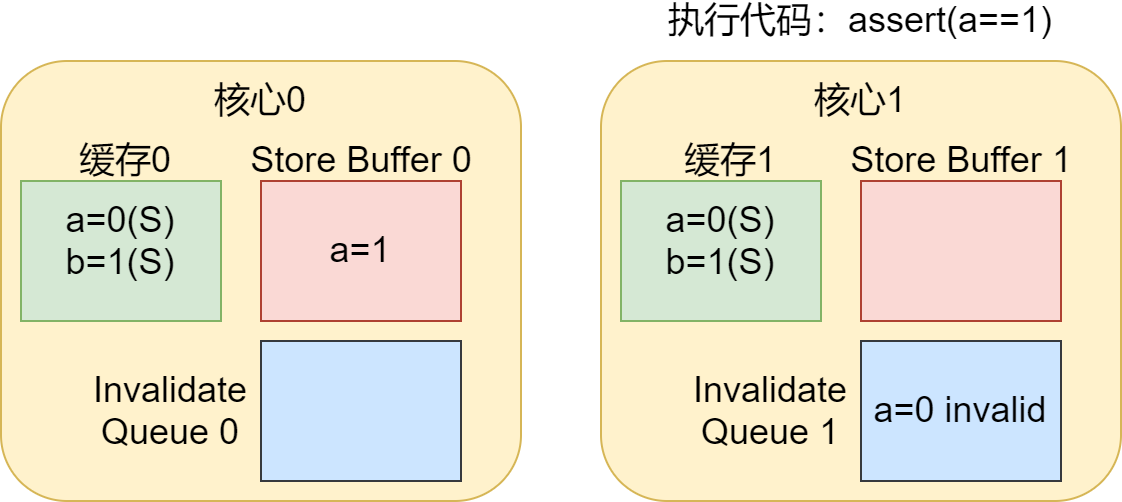 执行代码：assert(a==1)
核心0
缓存0
Store Buffer 0
a=0(S)
b=1(S)
a=1
Invalidate
Queue 0
核心1
缓存1
Store Buffer 1
a=0(S)
b=1(S)
Invalidate
Queue 1
a=0 invalid